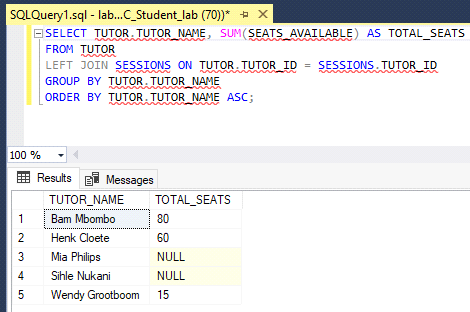 SQLQuery1.sql - lab...C_Student_lab (70))*
SELECT TUTOR.TUTOR_NAME, SUM(SEATS_AVAILABLE) AS TOTAL_SEATS
FROM TUTOR
LEFT JOIN SESSIONS ON TUTOR.TUTOR_ID = SESSIONS.TUTOR_ID
GROUP BY TUTOR.TUTOR_NAME
ORDER BY TUTOR.TUTOR_NAME ASC;
100 %
Results Messages
TUTOR_NAME TOTAL_SEATS
1 Bam Mbombo 80
2 Henk Cloete 60
3 Mia Philips NULL
4 Sihle Nukani NULL
5 Wendy Grootboom 15